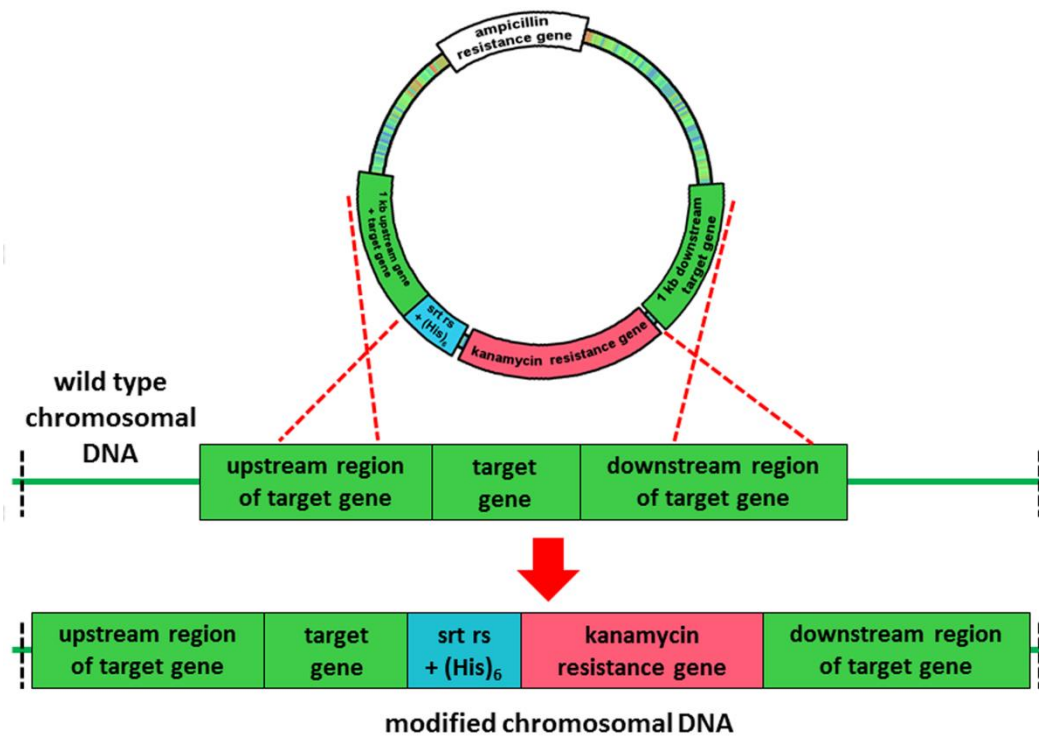 ampicillin
resistance gene
1 kb upstream gene
+ target gene
srt rs
+ (His)₆
kanamycin resistance gene
1 kb downstream
target gene
wild type
chromosomal
DNA
upstream region
of target gene
target
gene
downstream region
of target gene
upstream region
of target gene
target
gene
srt rs
+ (His)₆
kanamycin
resistance gene
downstream region
of target gene
modified chromosomal DNA